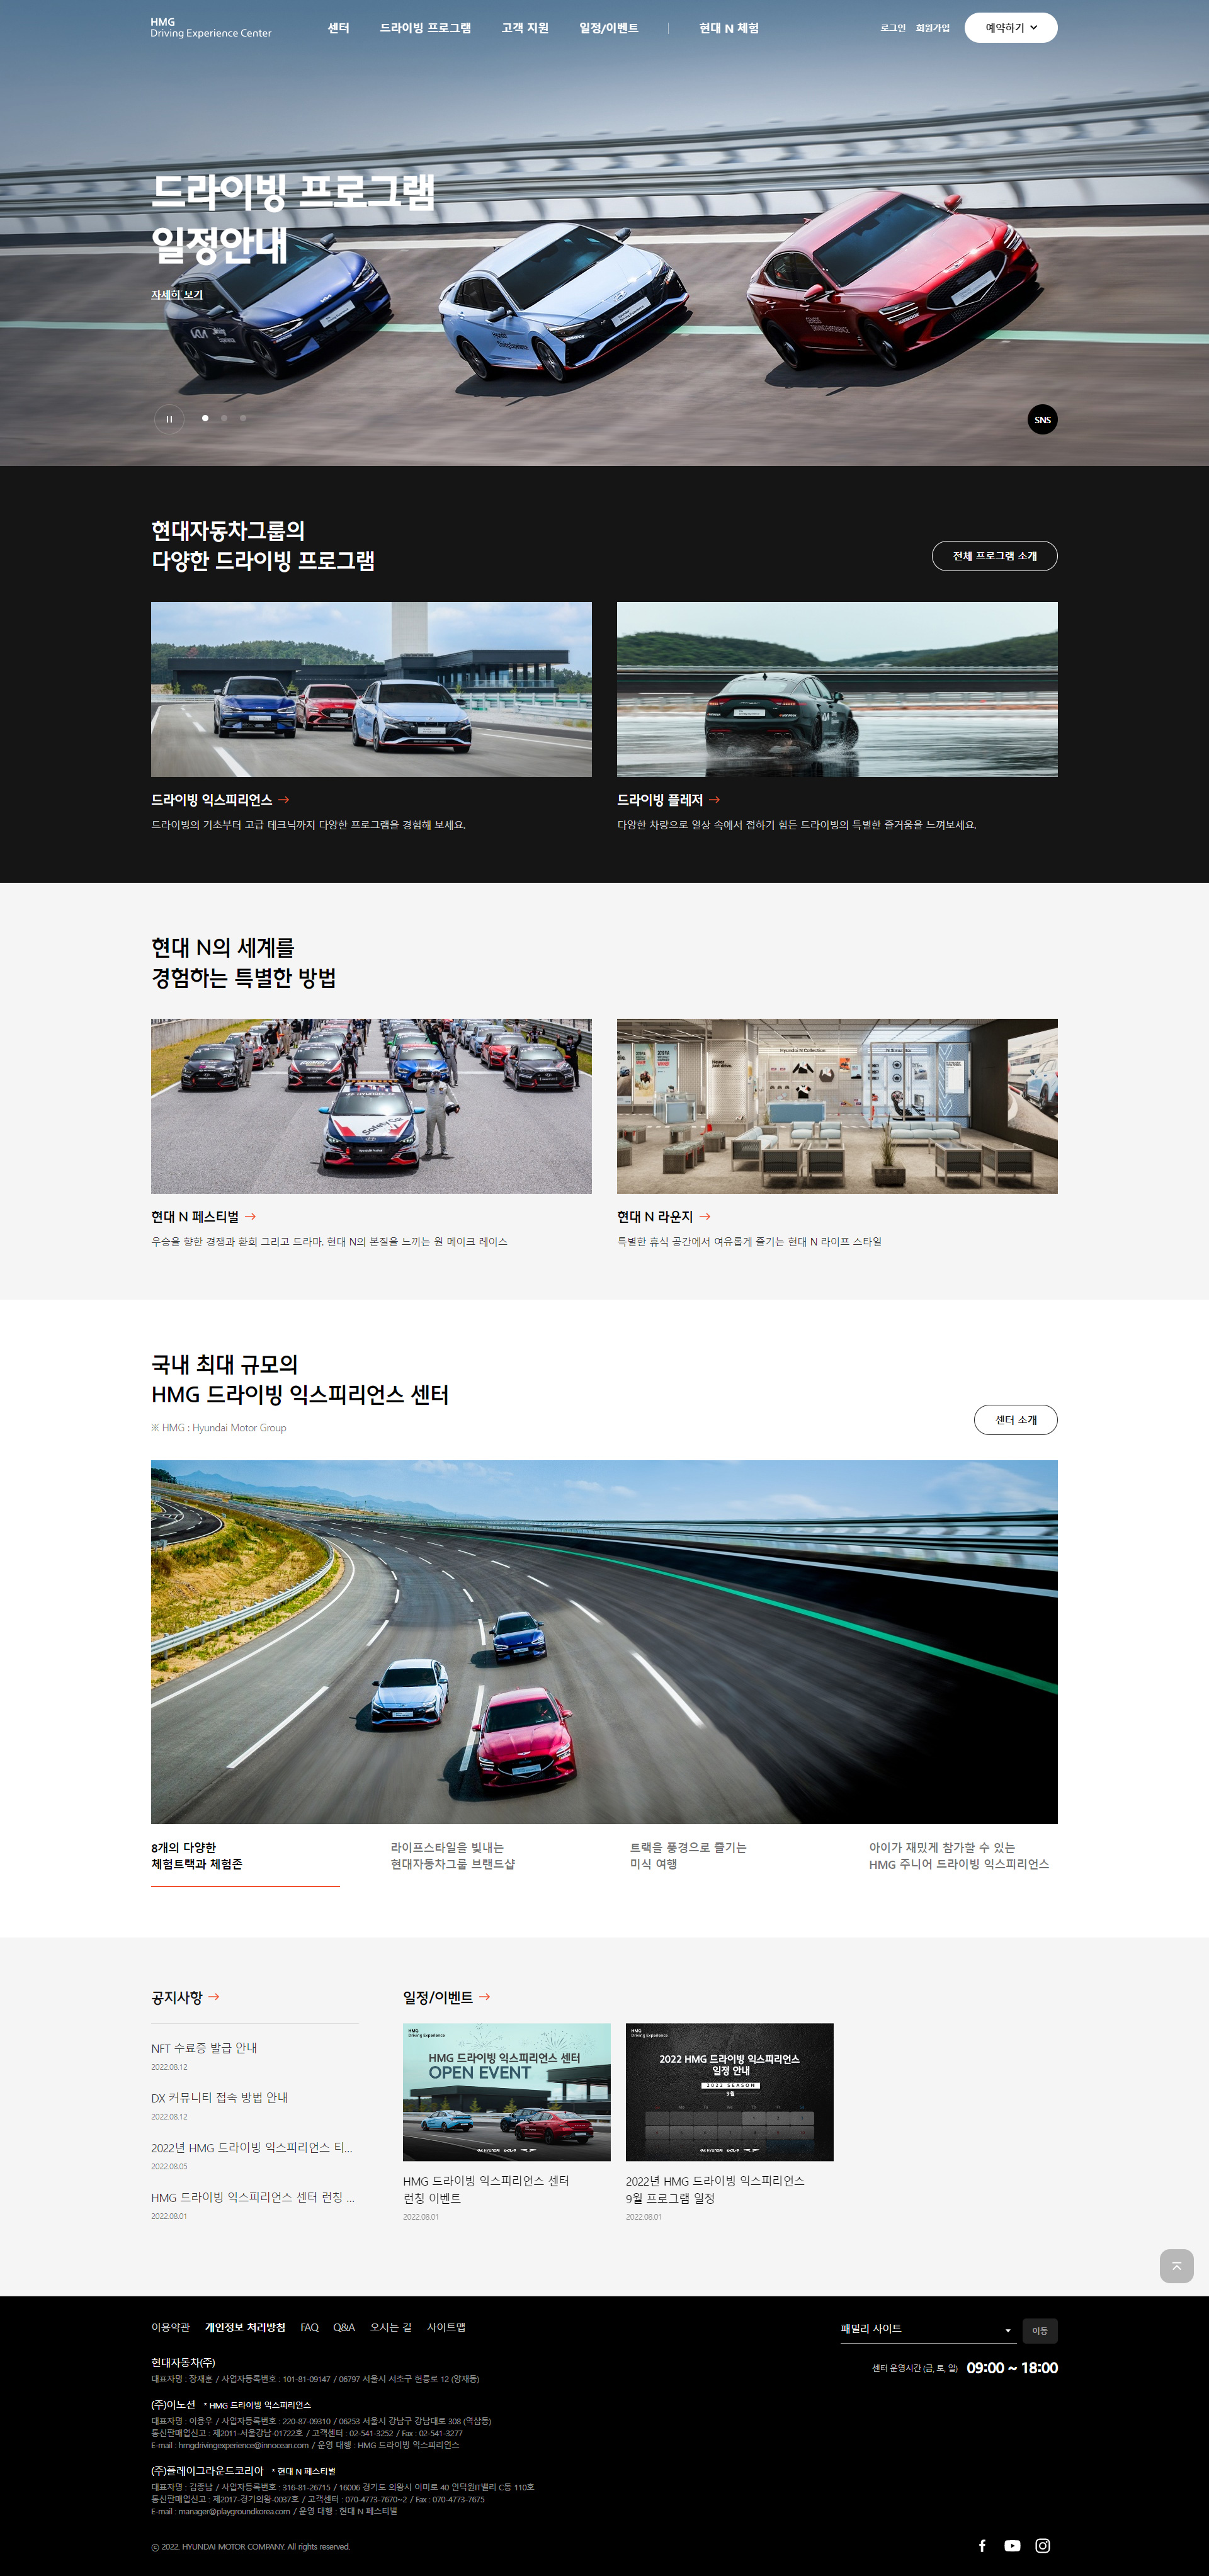 HMG
Driving Experience Center
센터
드라이빙 프로그램
고객 지원
일정/이벤트
현대 N 체험
로그인
회원가입
예약하기
드라이빙 프로그램
일정안내
자세히 보기
SNS
현대자동차그룹의
다양한 드라이빙 프로그램
전체 프로그램 소개
드라이빙 익스피리언스 →
드라이빙의 기초부터 고급 테크닉까지 다양한 프로그램을 경험해 보세요.
드라이빙 플레저 →
다양한 차량으로 일상 속에서 접하기 힘든 드라이빙의 특별한 즐거움을 느껴보세요.
현대 N의 세계를
경험하는 특별한 방법
Safety Car
Hyundai N Collection
현대 N 페스티벌 →
우승을 향한 경쟁과 환희 그리고 드라마. 현대 N의 본질을 느끼는 원 메이크 레이스
현대 N 라운지 →
특별한 휴식 공간에서 여유롭게 즐기는 현대 N 라이프 스타일
국내 최대 규모의
HMG 드라이빙 익스피리언스 센터
※ HMG : Hyundai Motor Group
센터 소개
8개의 다양한
체험트랙과 체험존
라이프스타일을 빛내는
현대자동차그룹 브랜드샵
트랙을 풍경으로 즐기는
미식 여행
아이가 재밌게 참가할 수 있는
HMG 주니어 드라이빙 익스피리언스
공지사항 →
NFT 수료증 발급 안내
2022.08.12
DX 커뮤니티 접속 방법 안내
2022.08.12
2022년 HMG 드라이빙 익스피리언스 티...
2022.08.05
HMG 드라이빙 익스피리언스 센터 런칭 ...
2022.08.01
일정/이벤트 →
HMG
Driving Experience
HMG 드라이빙 익스피리언스 센터
OPEN EVENT
HMG 드라이빙 익스피리언스 센터
런칭 이벤트
2022.08.01
HMG
Driving Experience
2022 HMG 드라이빙 익스피리언스
일정 안내
2022 SEASON
9월
2022년 HMG 드라이빙 익스피리언스
9월 프로그램 일정
2022.08.01
이용약관
개인정보 처리방침
FAQ
Q&A
오시는 길
사이트맵
패밀리 사이트
이동
센터 운영시간 (금, 토, 일) 09:00 ~ 18:00
현대자동차(주)
대표자명 : 장재훈 / 사업자등록번호 : 101-81-09147 / 06797 서울시 서초구 헌릉로 12 (양재동)
(주)이노션 * HMG 드라이빙 익스피리언스
대표자명 : 이용우 / 사업자등록번호 : 220-87-09310 / 06253 서울시 강남구 강남대로 308 (역삼동)
통신판매업신고 : 제2011-서울강남-01722호 / 고객센터 : 02-541-3252 / Fax : 02-541-3277
E-mail : hmgdrivingexperience@innocean.com / 운영 대행 : HMG 드라이빙 익스피리언스
(주)플레이그라운드코리아 * 현대 N 페스티벌
대표자명 : 김종남 / 사업자등록번호 : 316-81-26715 / 16006 경기도 의왕시 이미로 40 인덕원IT밸리 C동 110호
통신판매업신고 : 제2017-경기의왕-0037호 / 고객센터 : 070-4773-7670~2 / Fax : 070-4773-7675
E-mail : manager@playgroundkorea.com / 운영 대행 : 현대 N 페스티벌
ⓒ 2022. HYUNDAI MOTOR COMPANY. All rights reserved.